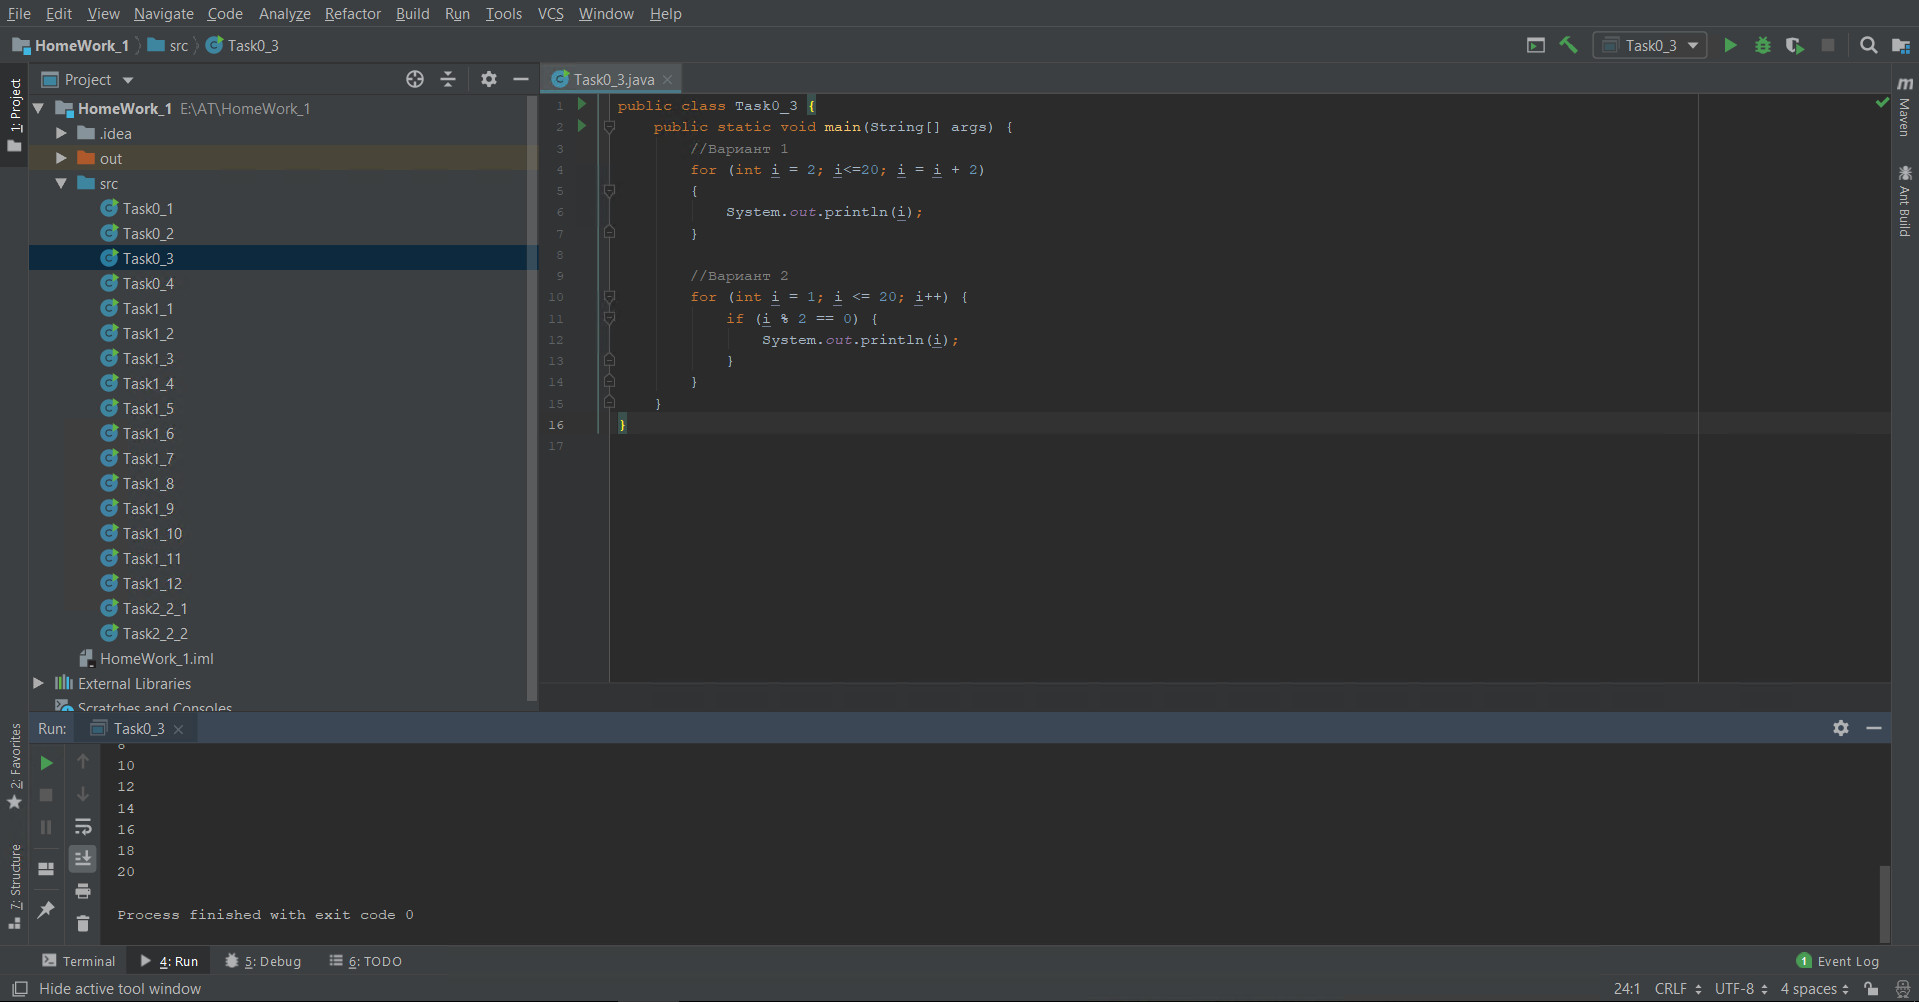 File Edit View Navigate Code Analyze Refactor Build Run Tools VCS Window Help
HomeWork_1 src Task0_3
Task0_3
1: Project
Project
HomeWork_1 E:\AT\HomeWork_1
.idea
out
src
Task0_1
Task0_2
Task0_3
Task0_4
Task1_1
Task1_2
Task1_3
Task1_4
Task1_5
Task1_6
Task1_7
Task1_8
Task1_9
Task1_10
Task1_11
Task1_12
Task2_2_1
Task2_2_2
HomeWork_1.iml
External Libraries
Scratches and Consoles
Task0_3.java
1 public class Task0_3 {
2 public static void main(String[] args) {
3 //Вариант 1
4 for (int i = 2; i<=20; i = i + 2)
5 {
6 System.out.println(i);
7 }
8
9 //Вариант 2
10 for (int i = 1; i <= 20; i++) {
11 if (i % 2 == 0) {
12 System.out.println(i);
13 }
14 }
15 }
16 }
17
m Maven
Ant Build
2: Favorites
7: Structure
Run: Task0_3
8
10
12
14
16
18
20
Process finished with exit code 0
Terminal 4: Run 5: Debug 6: TODO
1 Event Log
Hide active tool window
24:1 CRLF UTF-8 4 spaces